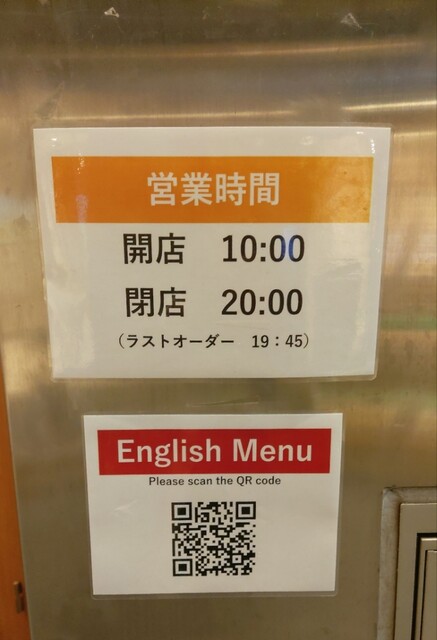 営業時間
開店 10:00
閉店 20:00
（ラストオーダー 19：45）
English Menu
Please scan the QR code